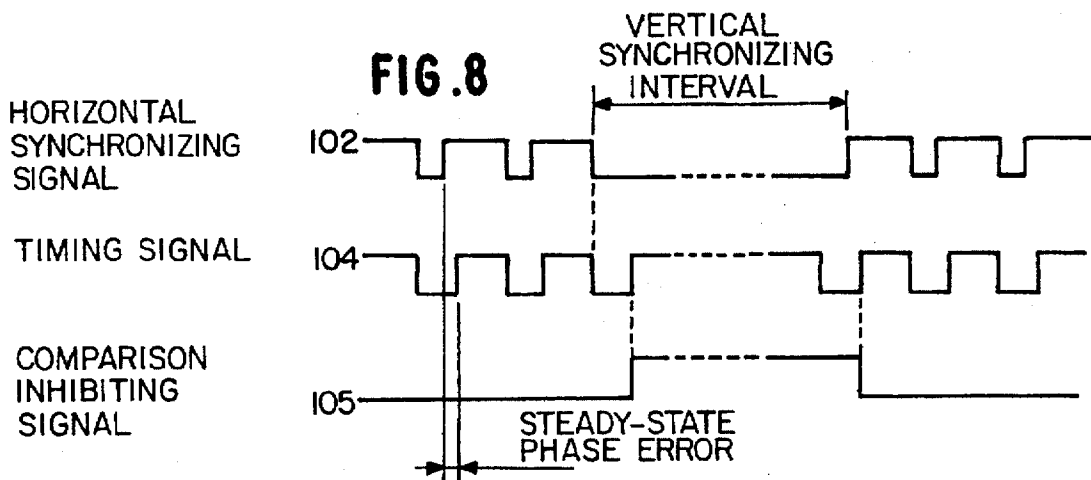 FIG.8
VERTICAL
SYNCHRONIZING
INTERVAL
HORIZONTAL
SYNCHRONIZING
SIGNAL
102
TIMING SIGNAL
104
COMPARISON
INHIBITING
SIGNAL
105
STEADY-STATE
PHASE ERROR